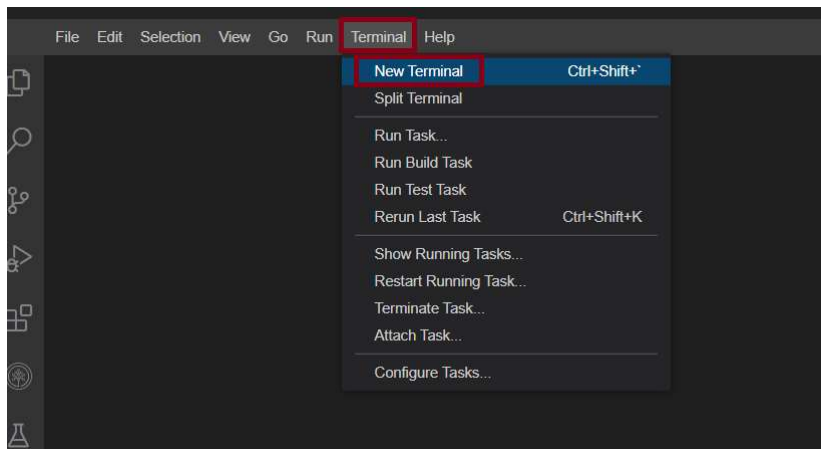 File Edit Selection View Go Run Terminal Help
New Terminal Ctrl+Shift+`
Split Terminal
Run Task...
Run Build Task
Run Test Task
Rerun Last Task Ctrl+Shift+K
Show Running Tasks...
Restart Running Task...
Terminate Task...
Attach Task...
Configure Tasks...